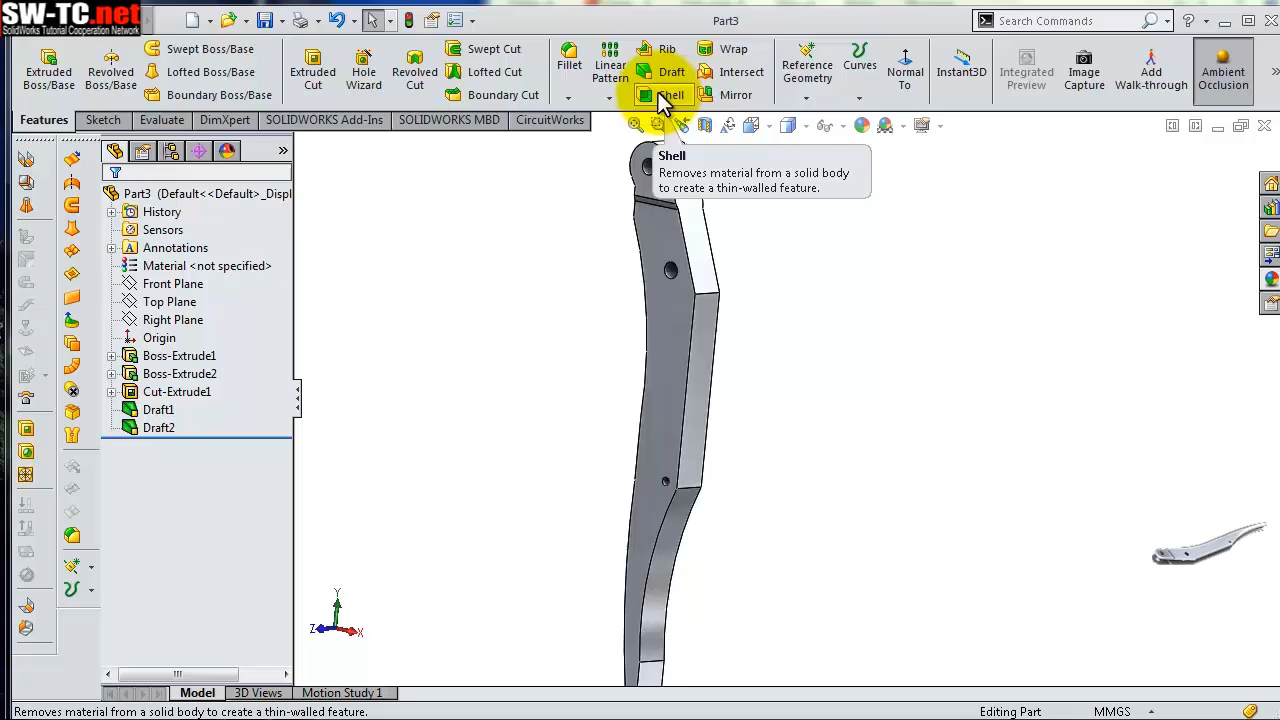 SW-TC.net
SolidWorks Tutorial Cooperation Network
Search Commands
Extruded Boss/Base
Revolved Boss/Base
Swept Boss/Base
Lofted Boss/Base
Boundary Boss/Base
Extruded Cut
Hole Wizard
Revolved Cut
Swept Cut
Lofted Cut
Boundary Cut
Fillet
Linear Pattern
Rib
Draft
Shell
Wrap
Intersect
Mirror
Reference Geometry
Curves
Normal To
Instant3D
Integrated Preview
Image Capture
Add Walk-through
Ambient Occlusion
Features
Sketch
Evaluate
DimXpert
SOLIDWORKS Add-Ins
SOLIDWORKS MBD
CircuitWorks
Shell
Removes material from a solid body
to create a thin-walled feature.
Part3 (Default<<Default>_Displ
History
Sensors
Annotations
Material <not specified>
Front Plane
Top Plane
Right Plane
Origin
Boss-Extrude1
Boss-Extrude2
Cut-Extrude1
Draft1
Draft2
Y
Z
X
Model
3D Views
Motion Study 1
Removes material from a solid body to create a thin-walled feature.
Editing Part
MMGS